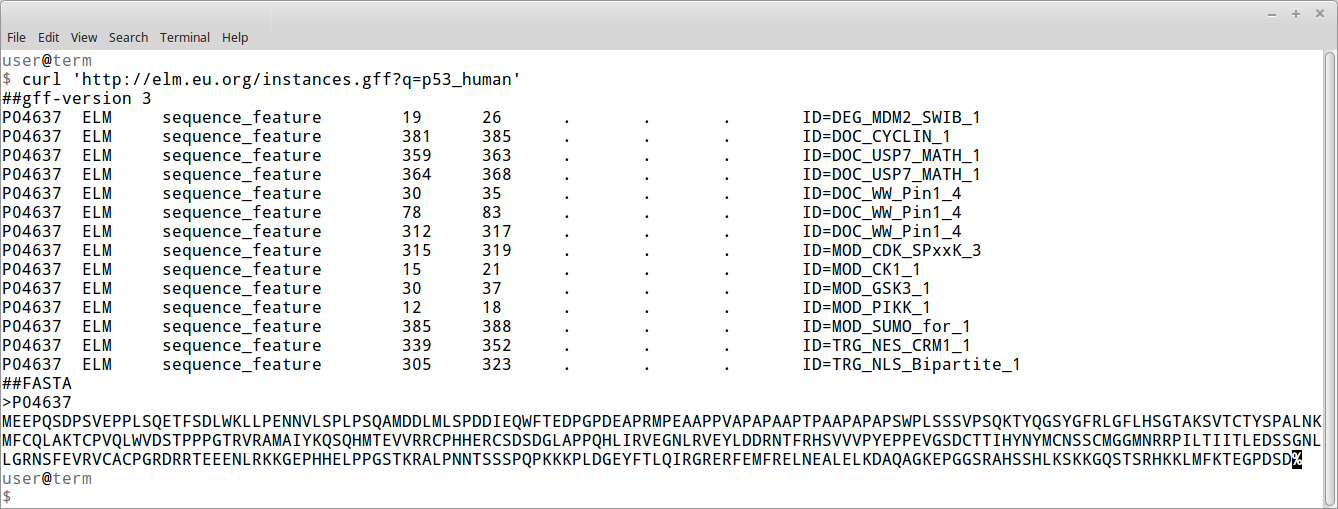 File Edit View Search Terminal Help
user@term
$ curl 'http://elm.eu.org/instances.gff?q=p53_human'
##gff-version 3
P04637 ELM sequence_feature 19 26 . . . ID=DEG_MDM2_SWIB_1
P04637 ELM sequence_feature 381 385 . . . ID=DOC_CYCLIN_1
P04637 ELM sequence_feature 359 363 . . . ID=DOC_USP7_MATH_1
P04637 ELM sequence_feature 364 368 . . . ID=DOC_USP7_MATH_1
P04637 ELM sequence_feature 30 35 . . . ID=DOC_WW_Pin1_4
P04637 ELM sequence_feature 78 83 . . . ID=DOC_WW_Pin1_4
P04637 ELM sequence_feature 312 317 . . . ID=DOC_WW_Pin1_4
P04637 ELM sequence_feature 315 319 . . . ID=MOD_CDK_SPxxK_3
P04637 ELM sequence_feature 15 21 . . . ID=MOD_CK1_1
P04637 ELM sequence_feature 30 37 . . . ID=MOD_GSK3_1
P04637 ELM sequence_feature 12 18 . . . ID=MOD_PIKK_1
P04637 ELM sequence_feature 385 388 . . . ID=MOD_SUMO_for_1
P04637 ELM sequence_feature 339 352 . . . ID=TRG_NES_CRM1_1
P04637 ELM sequence_feature 305 323 . . . ID=TRG_NLS_Bipartite_1
##FASTA
>P04637
MEEPQSDPSVEPPLSQETFSDLWKLLPENNVLSPLPSQAMDDLMLSPDDIEQWFTEDPGPDEAPRMPEAAPPVAPAPAAPTPAAPAPAPSWPLSSSVPSQKTYQGSYGFRLGFLHSGTAKSVTCTYSPALNK
MFCQLAKTCPVQLWVDSTPPPGTRVRAMAIYKQSQHMTEVVRRCPHHERCSDSDGLAPPQHLIRVEGNLRVEYLDDRNTFRHSVVVPYEPPEVGSDCTTIHYNYMCNSSCMGGMNRRPILTIITLEDSSGNL
LGRNSFEVRVCACPGRDRRTEEENLRKKGEPHHELPPGSTKRALPNNTSSSPQPKKKPLDGEYFTLQIRGRERFEMFRELNEALELKDAQAGKEPGGSRAHSSHLKSKKGQSTSRHKKLMFKTEGPDSD%
user@term
$